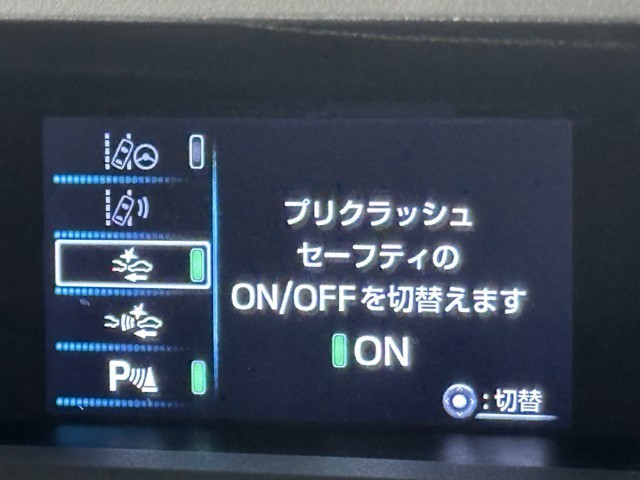 プリクラッシュ
セーフティの
ON/OFFを切替えます
ON
P
:切替